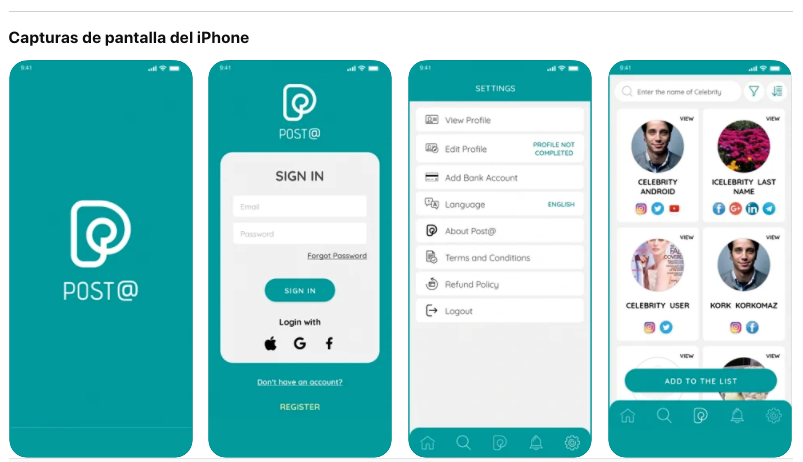 Capturas de pantalla del iPhone
9:41
POST@
9:41
POST@
SIGN IN
Email
Password
Forgot Password
SIGN IN
Login with
G
f
Don't have an account?
REGISTER
9:41
SETTINGS
View Profile
Edit Profile
PROFILE NOT
COMPLETED
Add Bank Account
Language
ENGLISH
About Post@
Terms and Conditions
Refund Policy
Logout
9:41
Enter the name of Celebrity
VIEW
CELEBRITY
ANDROID
VIEW
ICELEBRITY LAST
NAME
VIEW
CELEBRITY USER
VIEW
KORK KORKOMAZ
VIEW
VIEW
ADD TO THE LIST